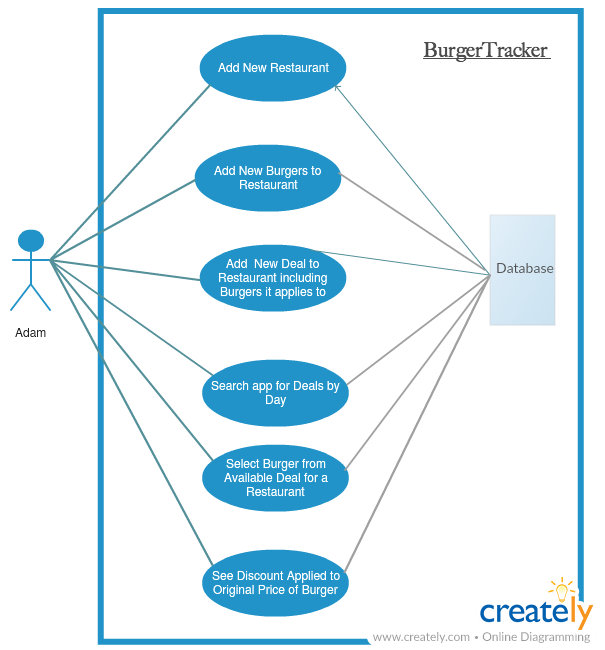 BurgerTracker
Add New Restaurant
Add New Burgers to
Restaurant
Add New Deal to
Restaurant including
Burgers it applies to
Database
Adam
Search app for Deals by
Day
Select Burger from
Available Deal for a
Restaurant
See Discount Applied to
Original Price of Burger
creately
www.creately.com • Online Diagramming